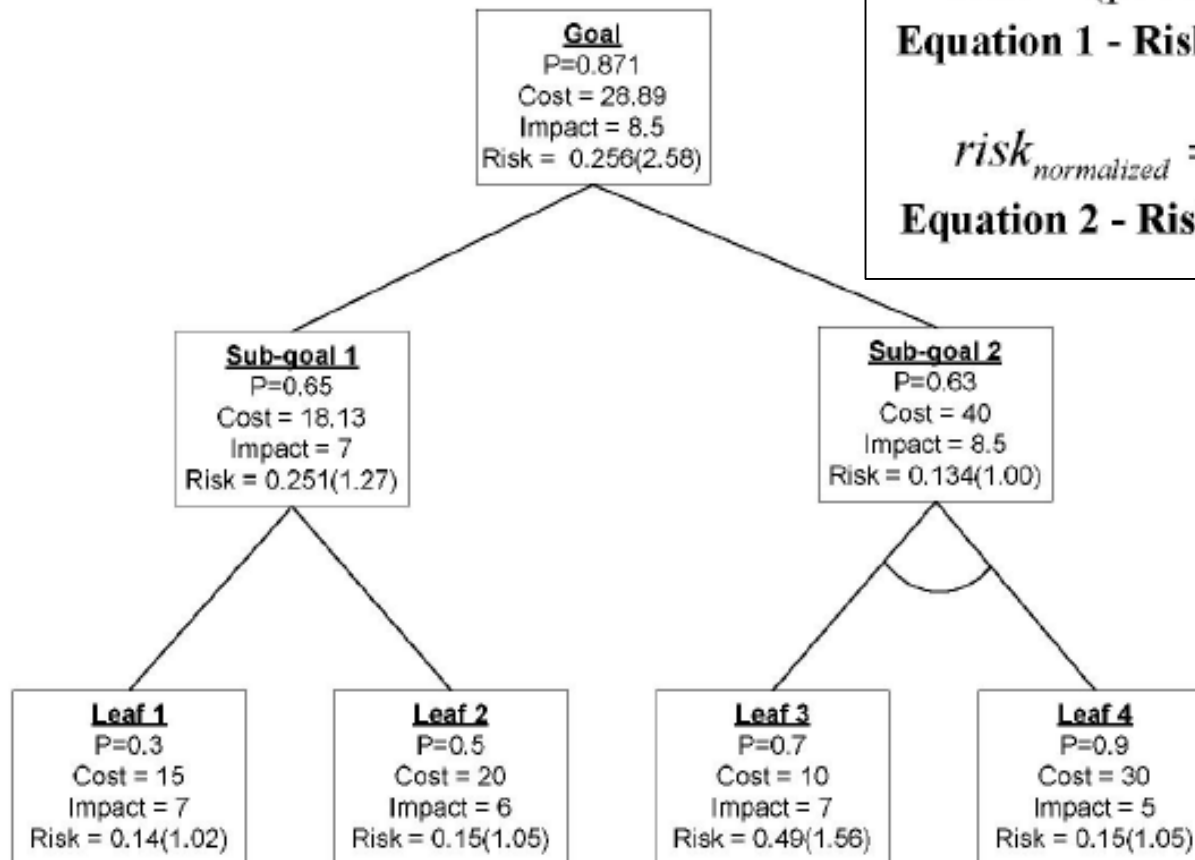 Goal
P=0.871
Cost = 28.89
Impact = 8.5
Risk = 0.256(2.58)
Equation 1 -
risk normalized =
Equation 2 -
Sub-goal 1
P=0.65
Cost = 18.13
Impact = 7
Risk = 0.251(1.27)
Sub-goal 2
P=0.63
Cost = 40
Impact = 8.5
Risk = 0.134(1.00)
Leaf 1
P=0.3
Cost = 15
Impact = 7
Risk = 0.14(1.02)
Leaf 2
P=0.5
Cost = 20
Impact = 6
Risk = 0.15(1.05)
Leaf 3
P=0.7
Cost = 10
Impact = 7
Risk = 0.49(1.56)
Leaf 4
P=0.9
Cost = 30
Impact = 5
Risk = 0.15(1.05)